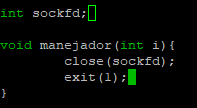 int sockfd;
void manejador(int i){
close(sockfd);
exit(1);
}